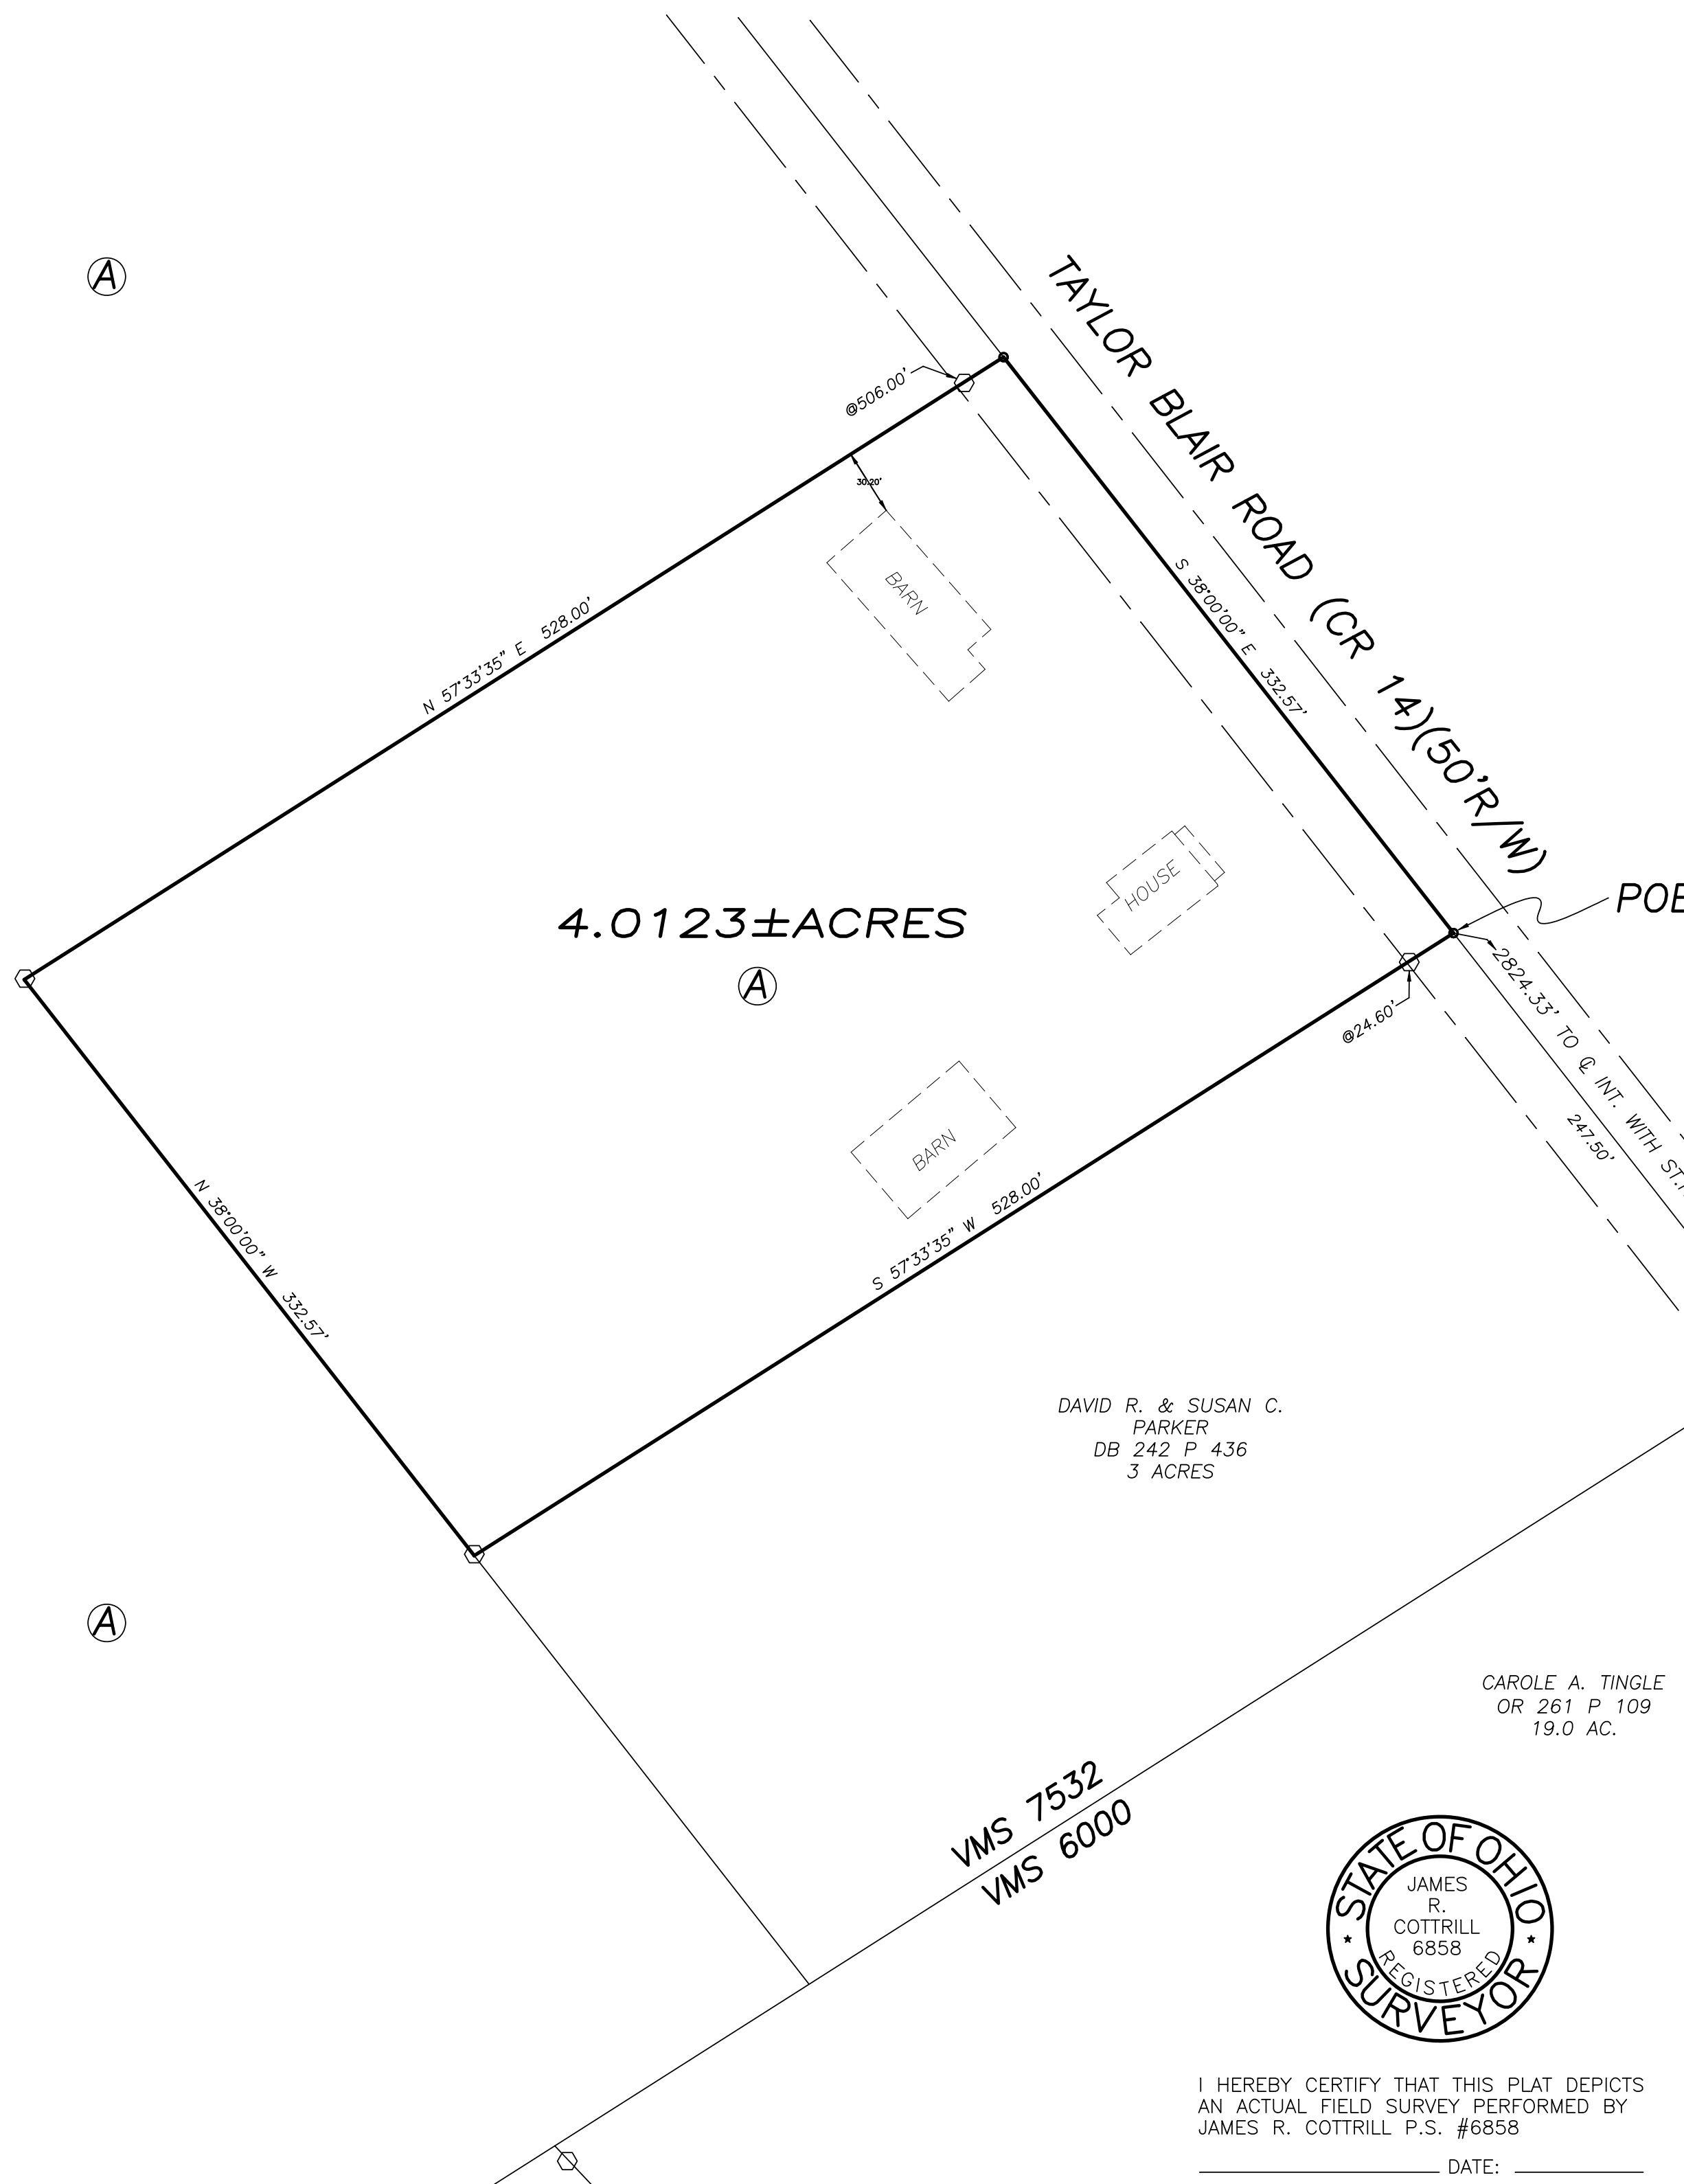 A
TAYLOR BLAIR ROAD (CR 14)(50'R/W)
@506.00'
30.20'
BARN
N 57°33'35" E 528.00'
S 38°00'00" E 332.57'
HOUSE
4.0123±ACRES
A
POB
@24.60'
2824.33' TO ℄ INT. WITH ST.
247.50'
BARN
S 57°33'35" W 528.00'
N 38°00'00" W 332.57'
DAVID R. & SUSAN C.
PARKER
DB 242 P 436
3 ACRES
A
CAROLE A. TINGLE
OR 261 P 109
19.0 AC.
VMS 7532
VMS 6000
STATE OF OHIO
JAMES
R.
COTTRILL
6858
REGISTERED
SURVEYOR
I HEREBY CERTIFY THAT THIS PLAT DEPICTS
AN ACTUAL FIELD SURVEY PERFORMED BY
JAMES R. COTTRILL P.S. #6858
DATE: